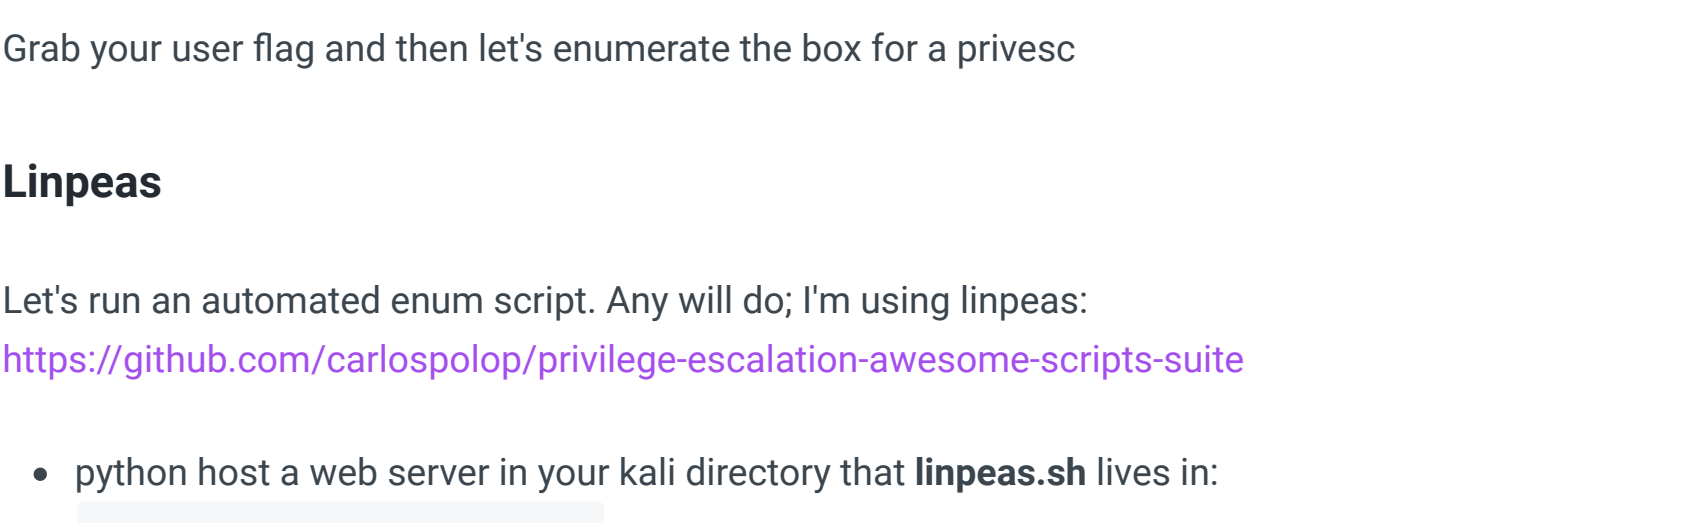 Grab your user flag and then let's enumerate the box for a privesc
Linpeas
Let's run an automated enum script. Any will do; I'm using linpeas:
https://github.com/carlospolop/privilege-escalation-awesome-scripts-suite
• python host a web server in your kali directory that linpeas.sh lives in: